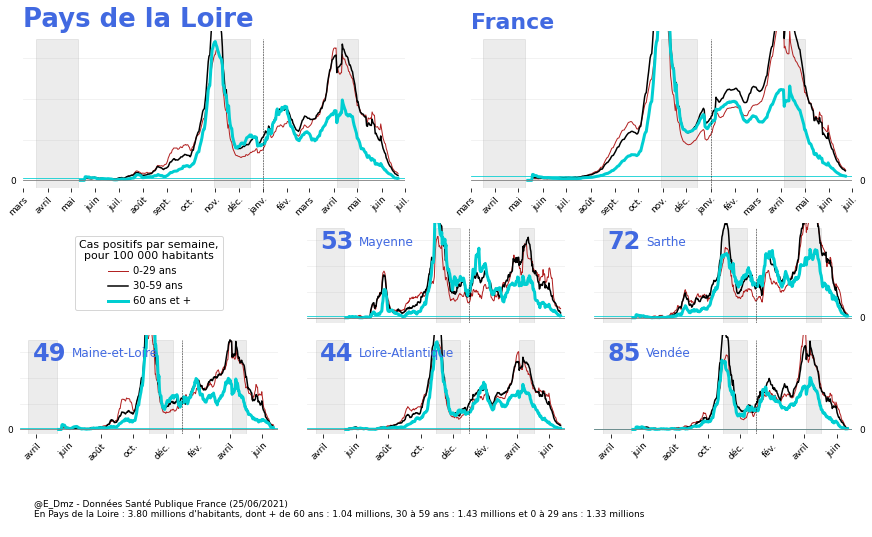 Pays de la Loire
France
0
mars avril mai juin juil. août sept. oct. nov. déc. janv. fév. mars avril mai juin juil.
mars avril mai juin juil. août sept. oct. nov. déc. janv. fév. mars avril mai juin juil.
0
Cas positifs par semaine,
pour 100 000 habitants
0-29 ans
30-59 ans
60 ans et +
53 Mayenne
72 Sarthe
0
49 Maine-et-Loire
44 Loire-Atlantique
85 Vendée
0
0
avril juin août oct. déc. fév. avril juin
avril juin août oct. déc. fév. avril juin
avril juin août oct. déc. fév. avril juin
@E_Dmz - Données Santé Publique France (25/06/2021)
En Pays de la Loire : 3.80 millions d'habitants, dont + de 60 ans : 1.04 millions, 30 à 59 ans : 1.43 millions et 0 à 29 ans : 1.33 millions